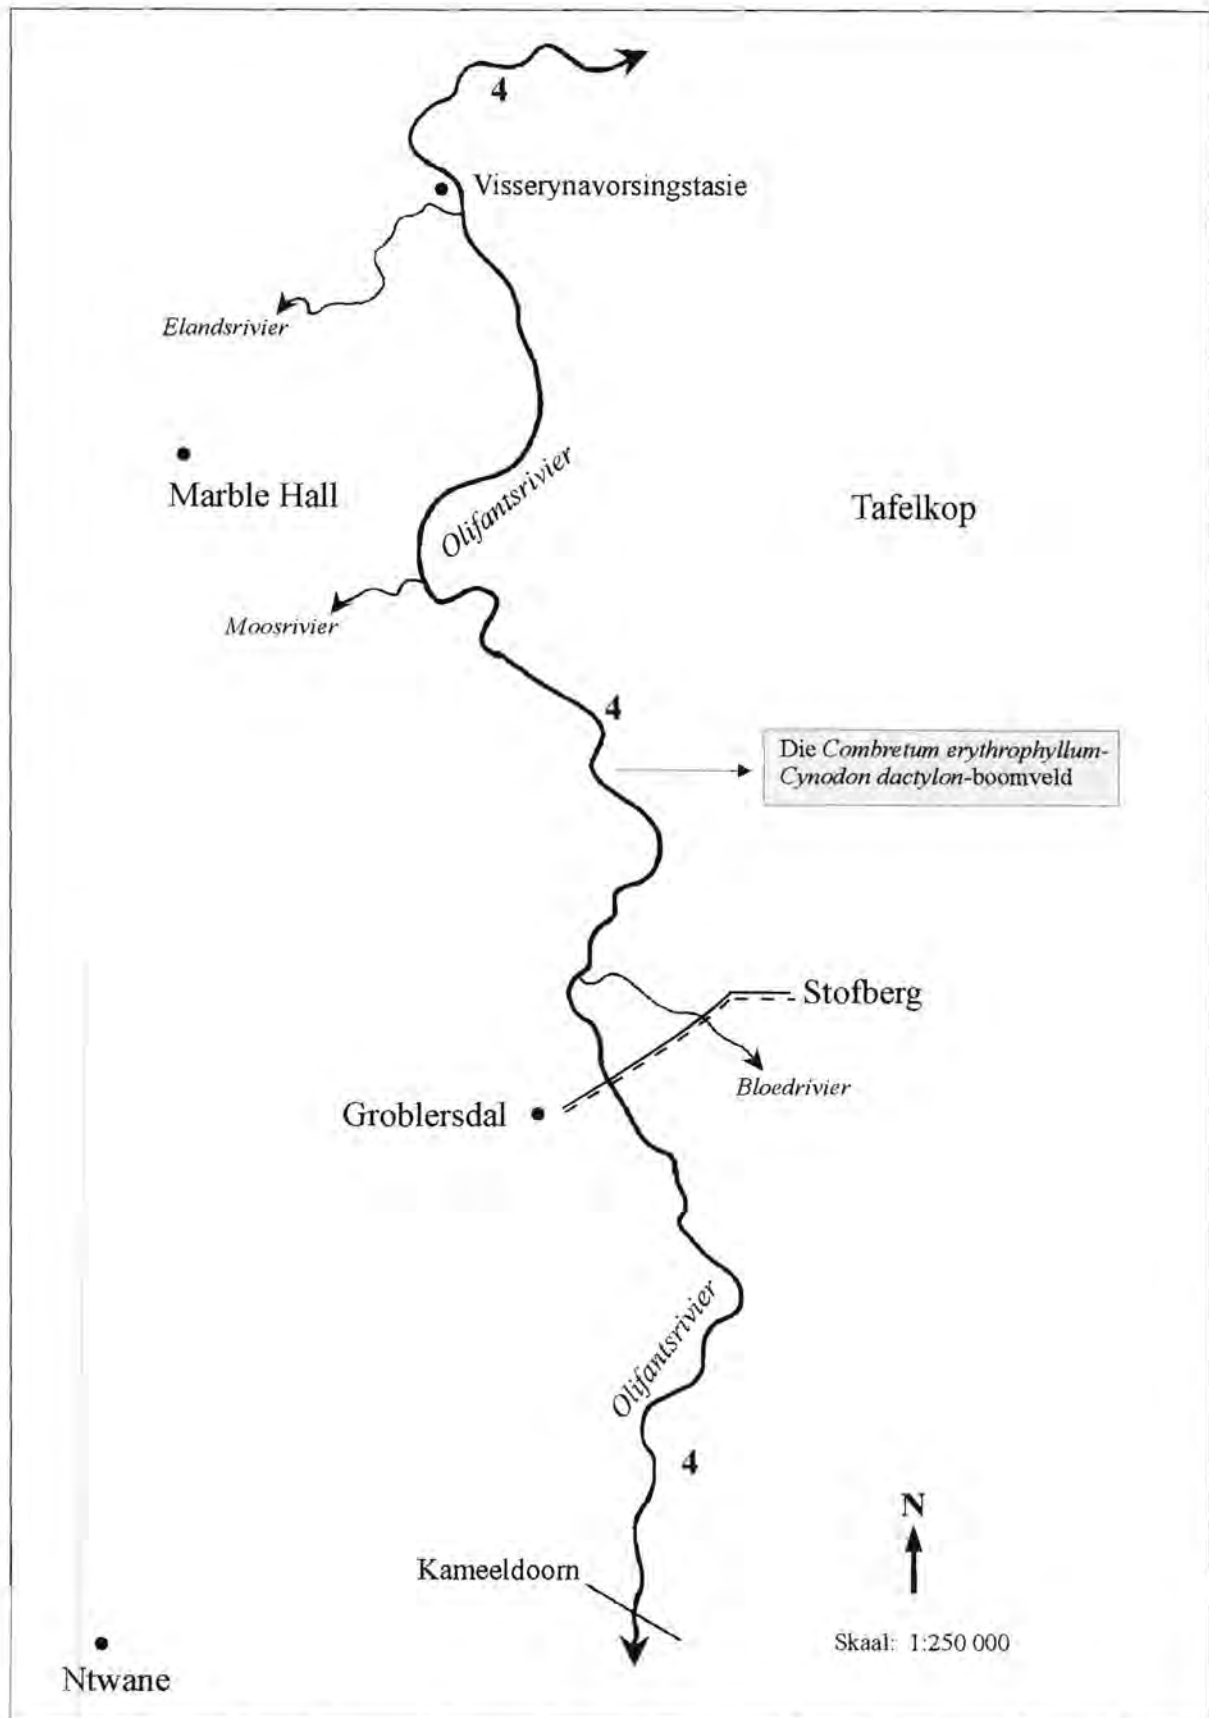 4
Visserynavorsingstasie
Elandsrivier
Marble Hall
Olifantsrivier
Tafelkop
Moosrivier
4
Die Combretum erythrophyllum-
Cynodon dactylon-boomveld
Stofberg
Bloedrivier
Groblersdal
Olifantsrivier
4
N
Kameeldoorn
Skaal: 1:250 000
Ntwane